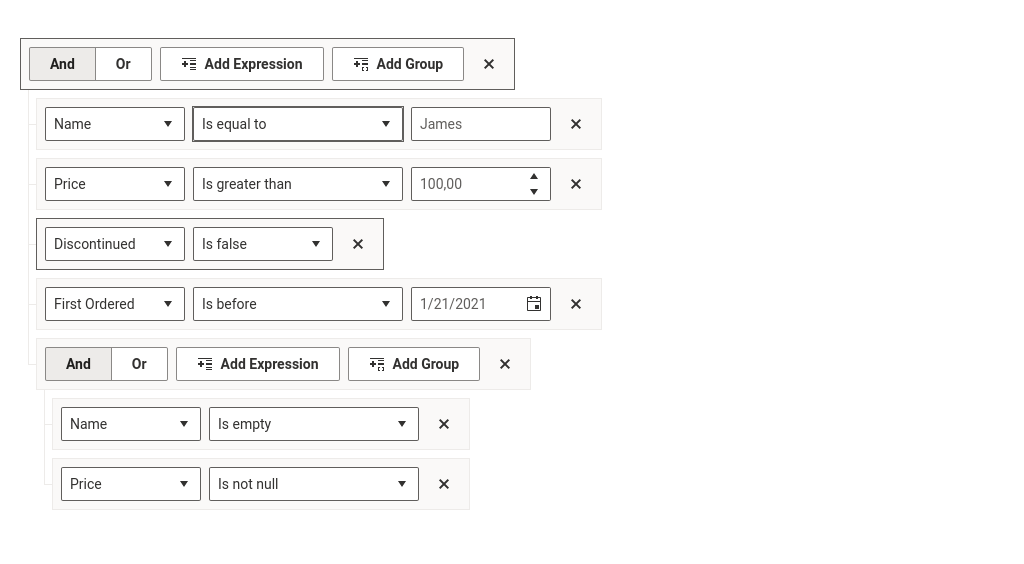 And Or Add Expression Add Group
Name Is equal to James
Price Is greater than 100,00
Discontinued Is false
First Ordered Is before 1/21/2021
And Or Add Expression Add Group
Name Is empty
Price Is not null